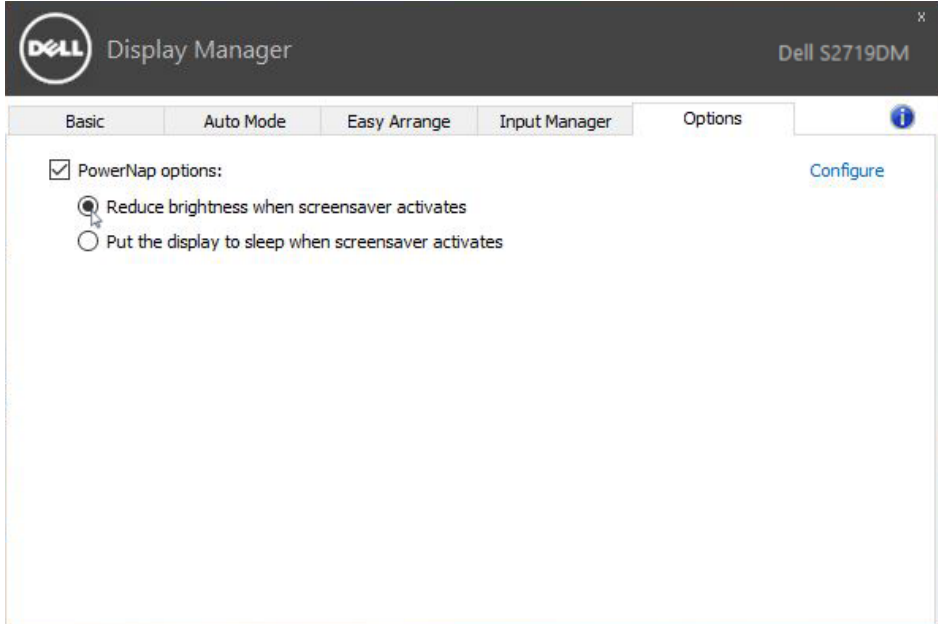 x
DELL Display Manager
Dell S2719DM
Basic Auto Mode Easy Arrange Input Manager Options i
PowerNap options: Configure
Reduce brightness when screensaver activates
Put the display to sleep when screensaver activates